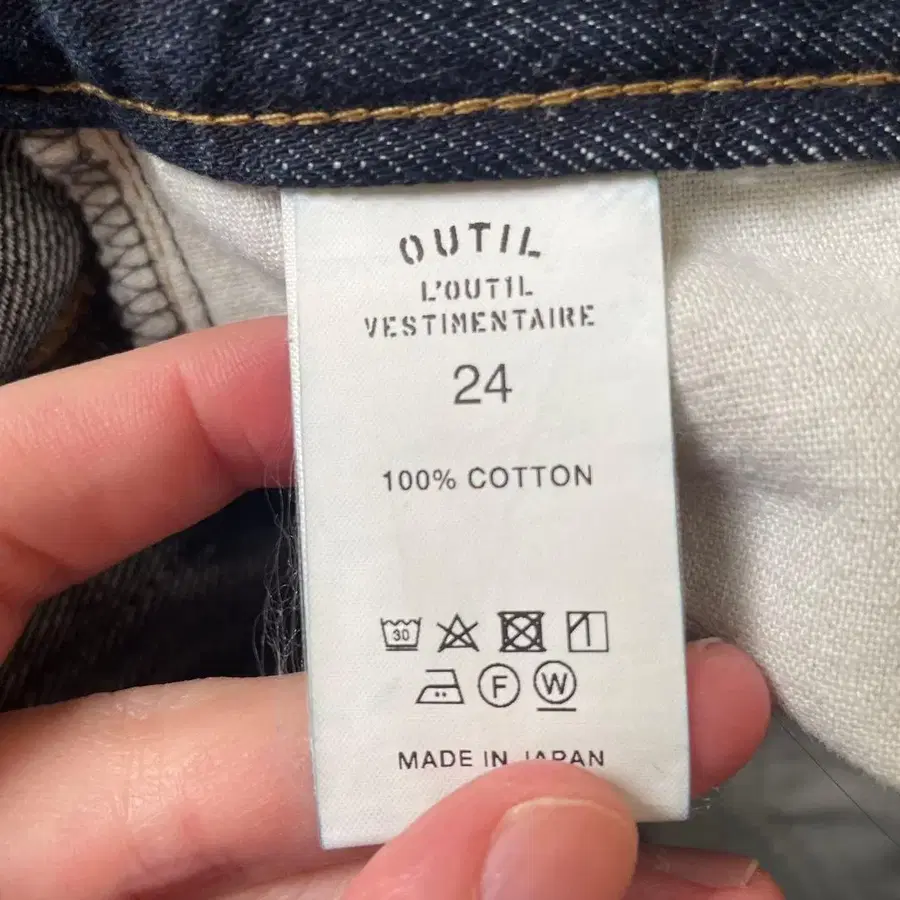 OUTIL
L'OUTIL
VESTIMENTAIRE
24
100% COTTON
30
F W
MADE IN JAPAN